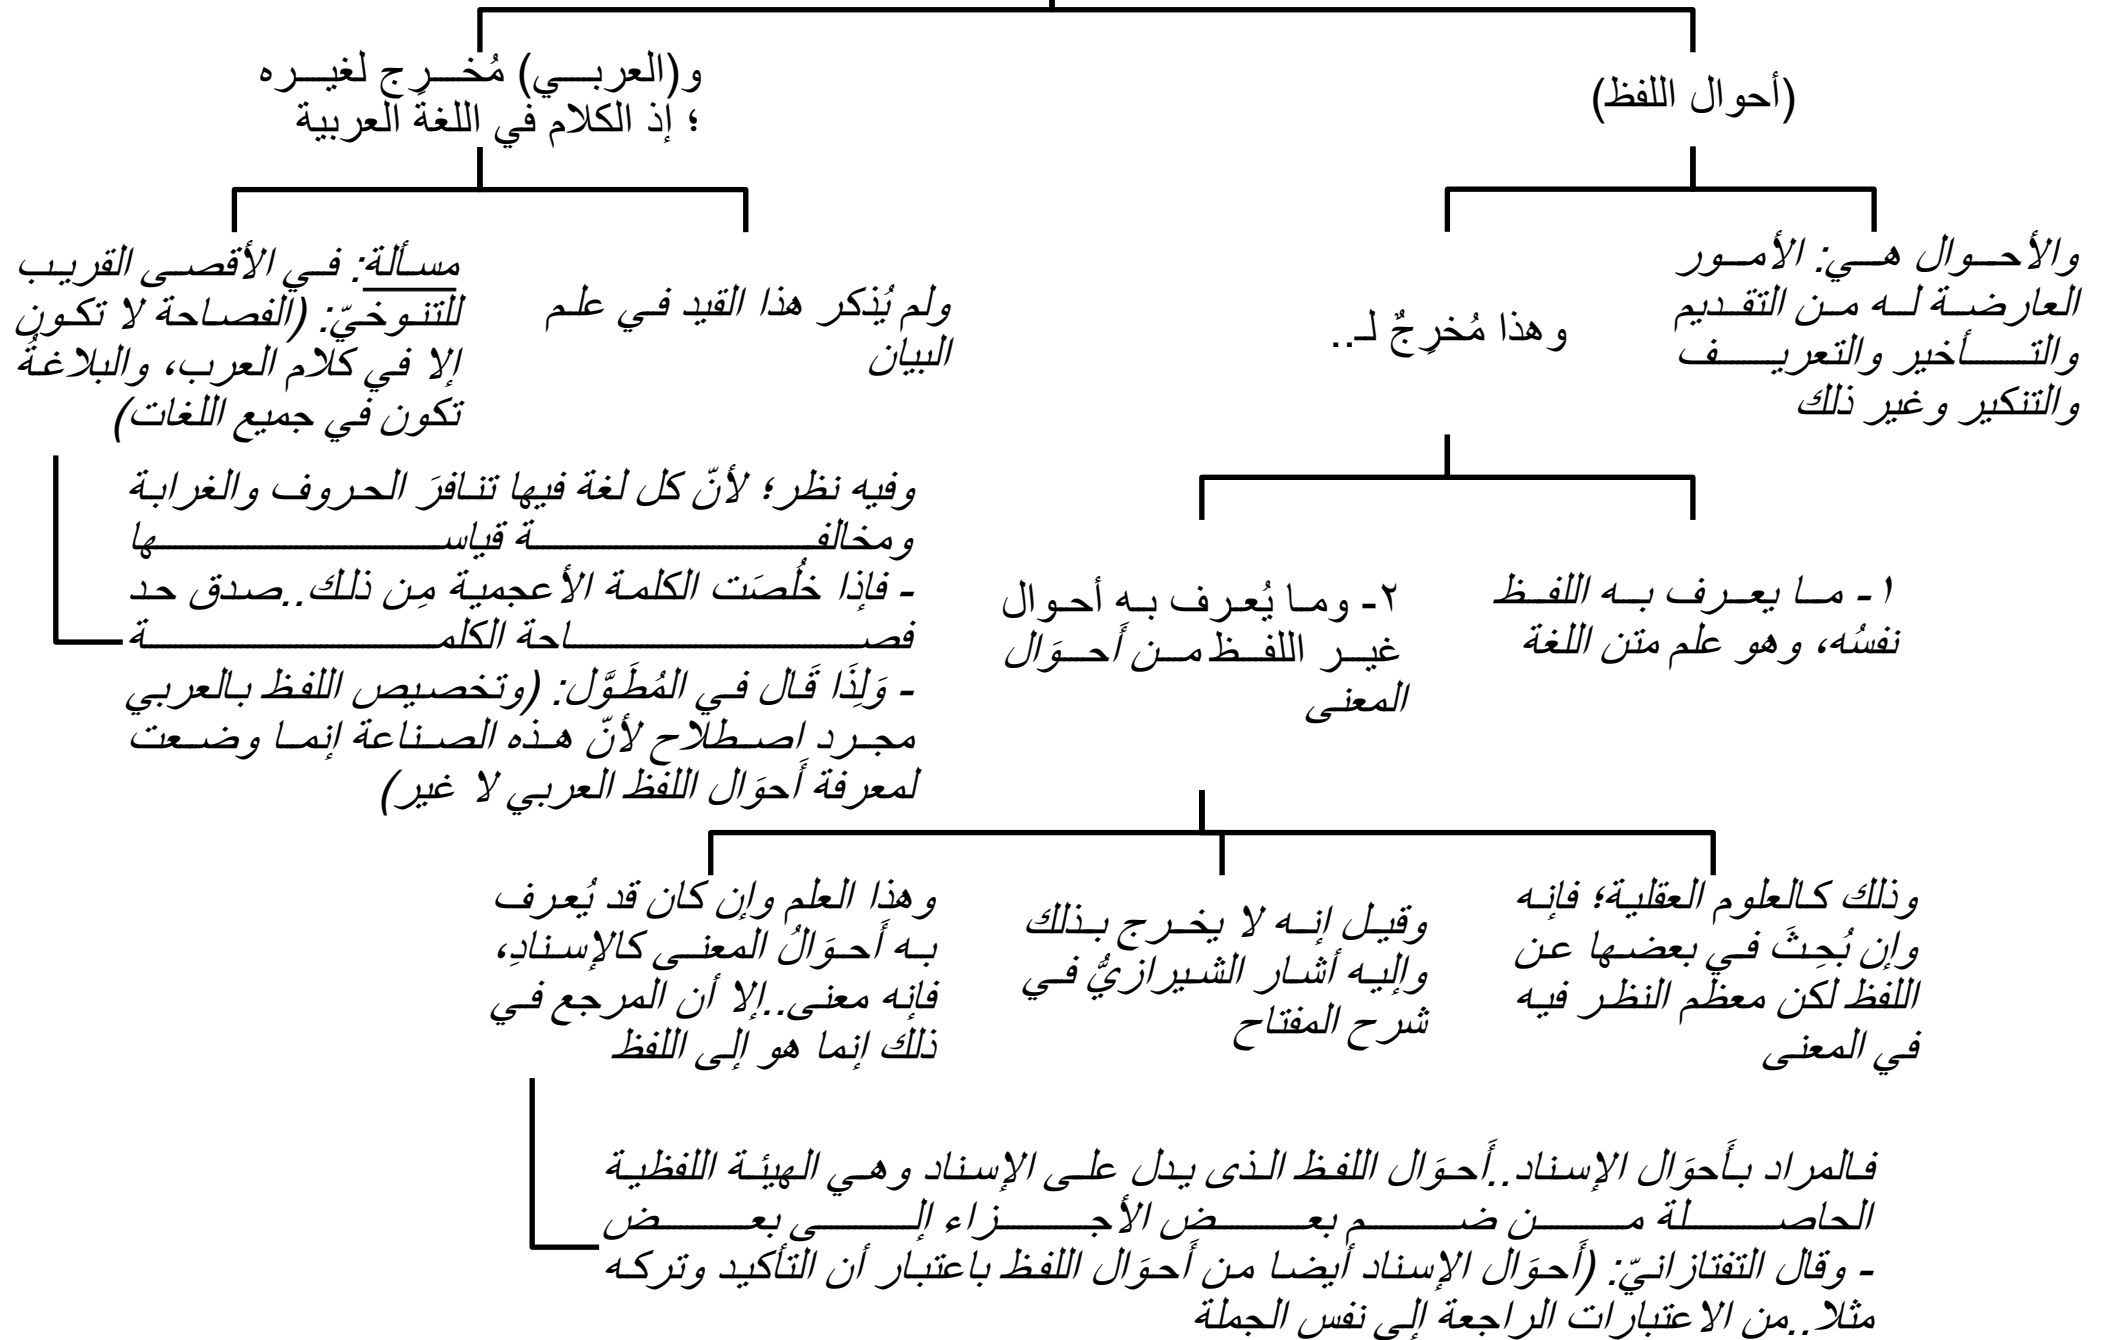 (أحوال اللفظ)
و(العربي) مُخرج لغيره
؛ إذ الكلام في اللغة العربية
والأحوال هي: الأمور
العارضة له من التقديم
والتأخير والتعريف
والتنكير وغير ذلك
وهذا مُخرِجٌ لـ..
ولم يُذكر هذا القيد في علم
البيان
مسألة: في الأقصى القريب
للتنوخيّ: (الفصاحة لا تكون
إلا في كلام العرب، والبلاغةُ
تكون في جميع اللغات)
وفيه نظر؛ لأنّ كل لغة فيها تنافرَ الحروف والغرابة
ومخالفة قياسها
- فإذا خلُصَت الكلمة الأعجمية مِن ذلك..صدق حد
فصاحة الكلمة
- وَلِذَا قَال في المُطَوَّل: (وتخصيص اللفظ بالعربي
مجرد اصطلاح لأنّ هذه الصناعة إنما وضعت
لمعرفة أَحوَال اللفظ العربي لا غير)
١- ما يعرف به اللفظ
نفسُه، وهو علم متن اللغة
٢- وما يُعرف به أحوال
غير اللفظ من أَحوَال
المعنى
وذلك كالعلوم العقلية؛ فإنه
وإن بُحِثَ في بعضها عن
اللفظ لكن معظم النظر فيه
في المعنى
وقيل إنه لا يخرج بذلك
وإليه أشار الشيرازيُّ في
شرح المفتاح
وهذا العلم وإن كان قد يُعرف
به أَحوَالُ المعنى كالإسنادِ،
فإنه معنى..إلا أن المرجع في
ذلك إنما هو إلى اللفظ
فالمراد بأَحوَال الإسناد..أَحوَال اللفظ الذى يدل على الإسناد وهي الهيئة اللفظية
الحاصلة من ضم بعض الأجزاء إلى بعض
- وقال التفتازانيّ: (أَحوَال الإسناد أيضا من أَحوَال اللفظ باعتبار أن التأكيد وتركه
مثلا..من الاعتبارات الراجعة إلى نفس الجملة